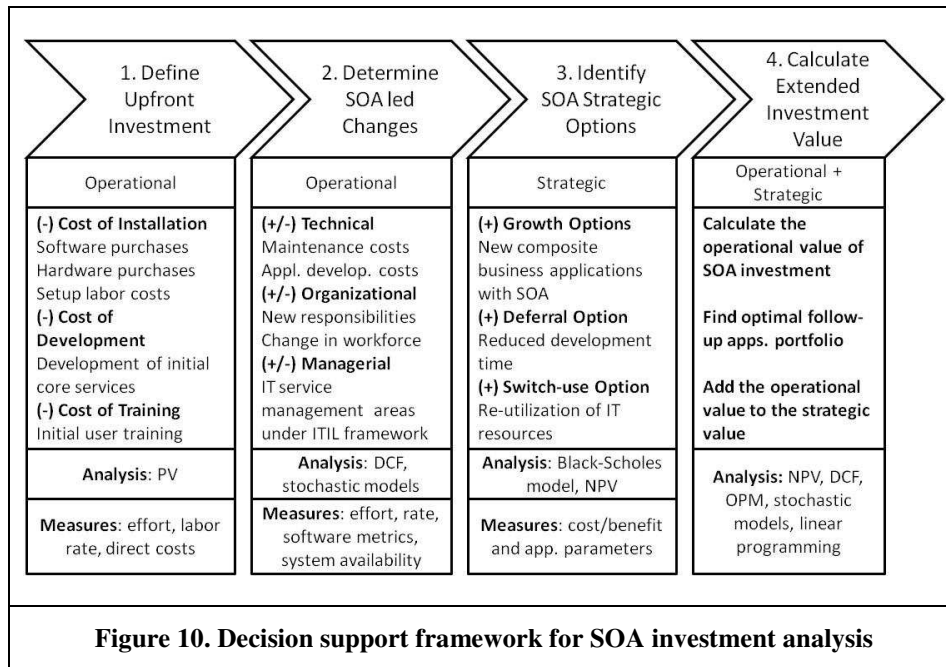 1. Define
Upfront
Investment
2. Determine
SOA led
Changes
3. Identify
SOA Strategic
Options
4. Calculate
Extended
Investment
Value
Operational
Operational
Strategic
Operational +
Strategic
(-) Cost of Installation
Software purchases
Hardware purchases
Setup labor costs
(-) Cost of
Development
Development of initial
core services
(-) Cost of Training
Initial user training
(+/-) Technical
Maintenance costs
Appl. develop. costs
(+/-) Organizational
New responsibilities
Change in workforce
(+/-) Managerial
IT service
management areas
under ITIL framework
(+) Growth Options
New composite
business applications
with SOA
(+) Deferral Option
Reduced development
time
(+) Switch-use Option
Re-utilization of IT
resources
Calculate the
operational value of
SOA investment
Find optimal follow-
up apps. portfolio
Add the operational
value to the strategic
value
Analysis: PV
Analysis: DCF,
stochastic models
Analysis: Black-Scholes
model, NPV
Analysis: NPV, DCF,
OPM, stochastic
models, linear
programming
Measures: effort, labor
rate, direct costs
Measures: effort, rate,
software metrics,
system availability
Measures: cost/benefit
and app. parameters
Figure 10. Decision support framework for SOA investment analysis